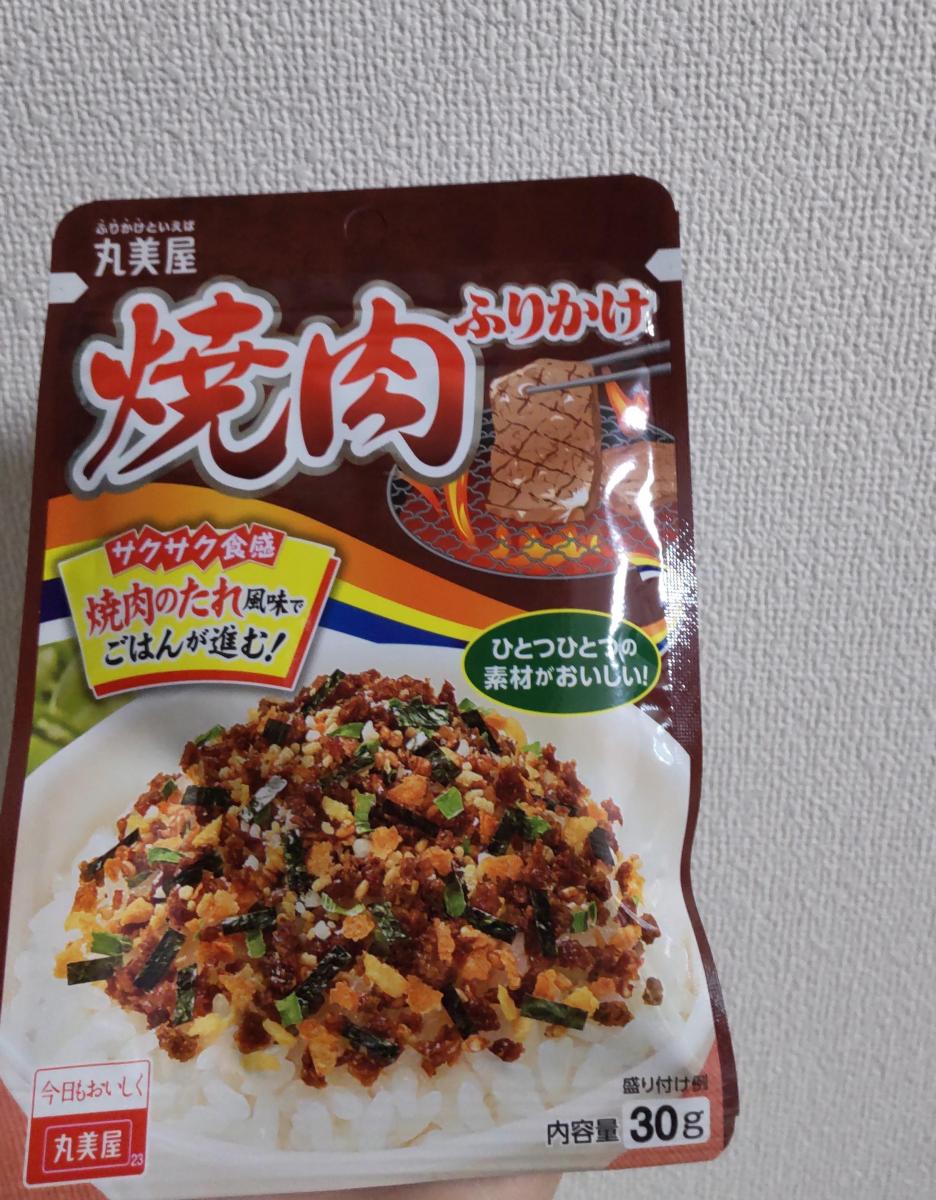 ふりかけといえば
丸美屋
焼肉
ふりかけ
サクサク食感
焼肉のたれ風味で
ごはんが進む!
ひとつひとつの
素材がおいしい!
盛り付け例
内容量 30g
今日もおいしく
丸美屋
23